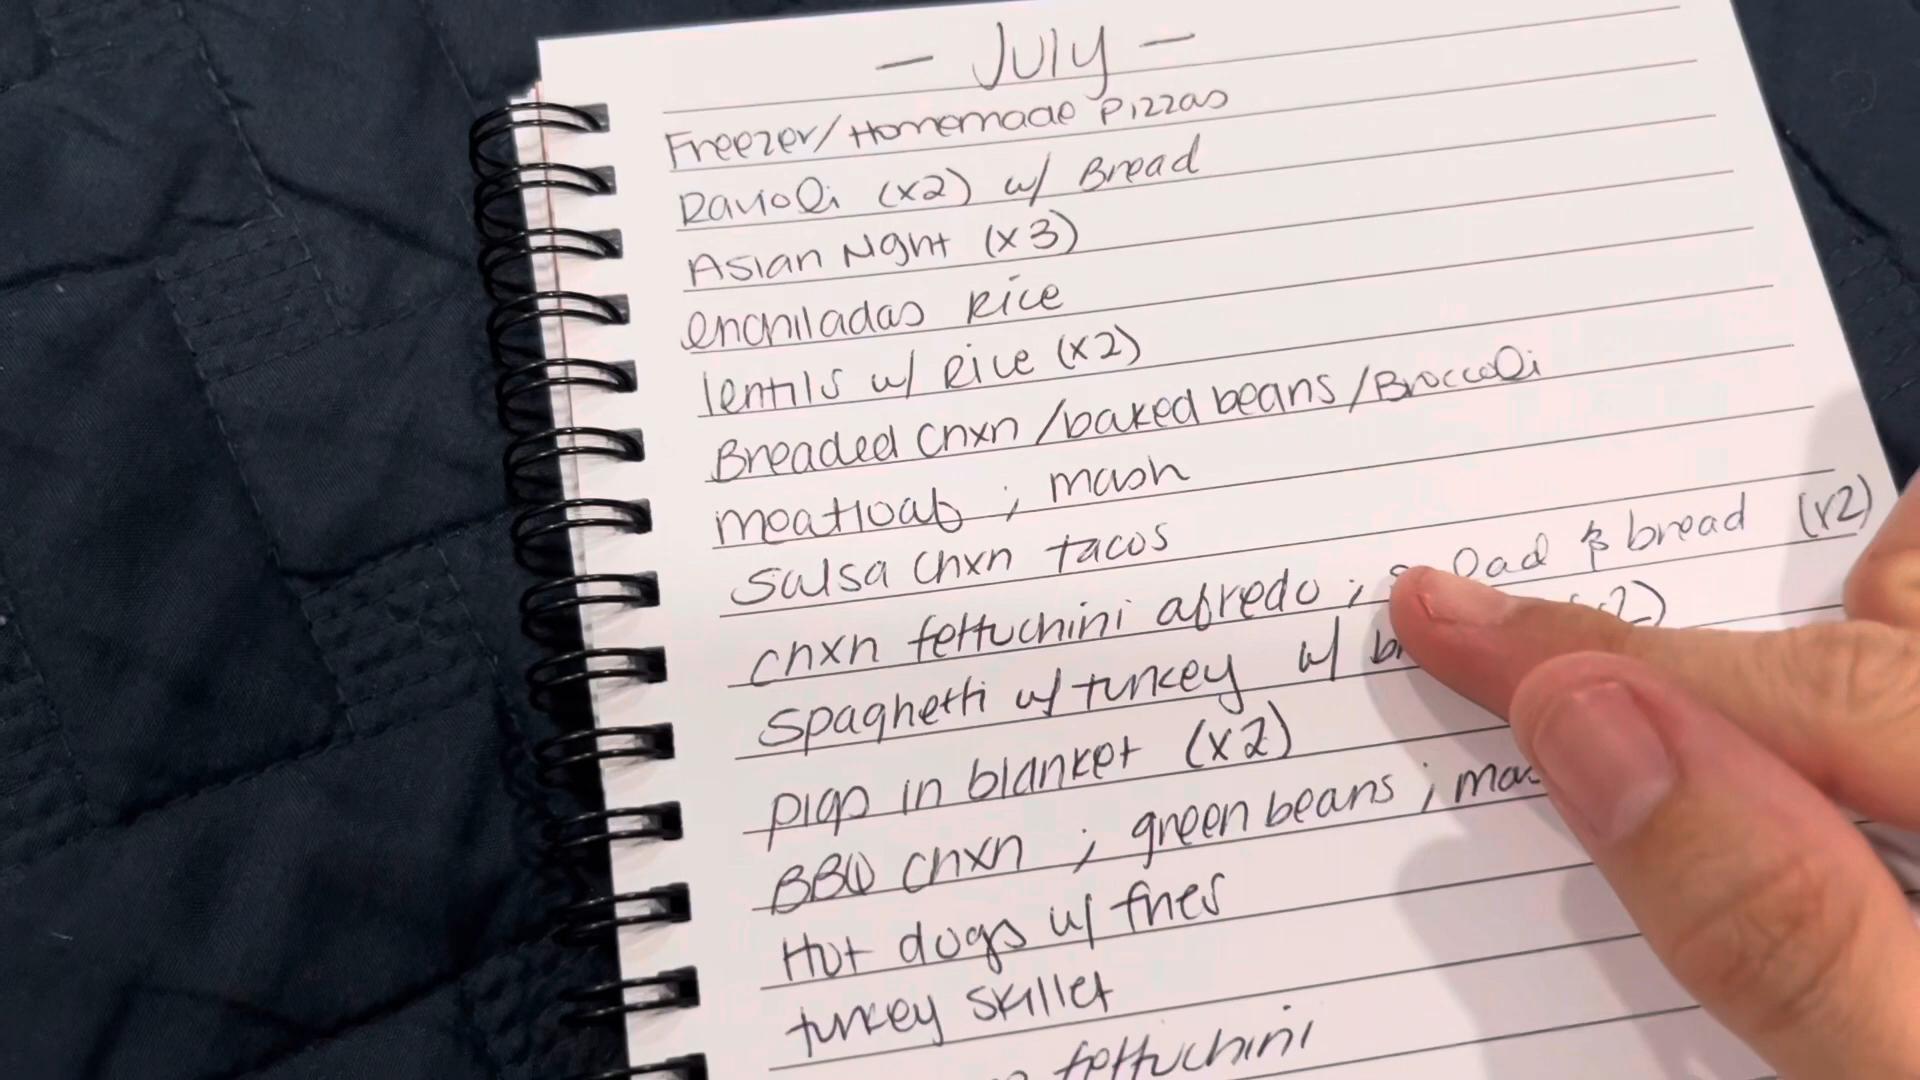 - July -
Freezer/Homemade Pizzas
Ravioli (x2) w/ Bread
Asian Nght (x3)
enchiladas Rice
lentils w/ Rice (x2)
Breaded chxn /baked beans /Broccoli
meatloaf ; mash
Salsa chxn tacos
chxn fettuchini afredo ; salad & bread (x2)
Spaghetti w/ turkey w/ (x2)
pigs in blanket (x2)
BBQ chxn ; green beans ;
Hot dogs w/ fries
turkey skillet
fettuchini